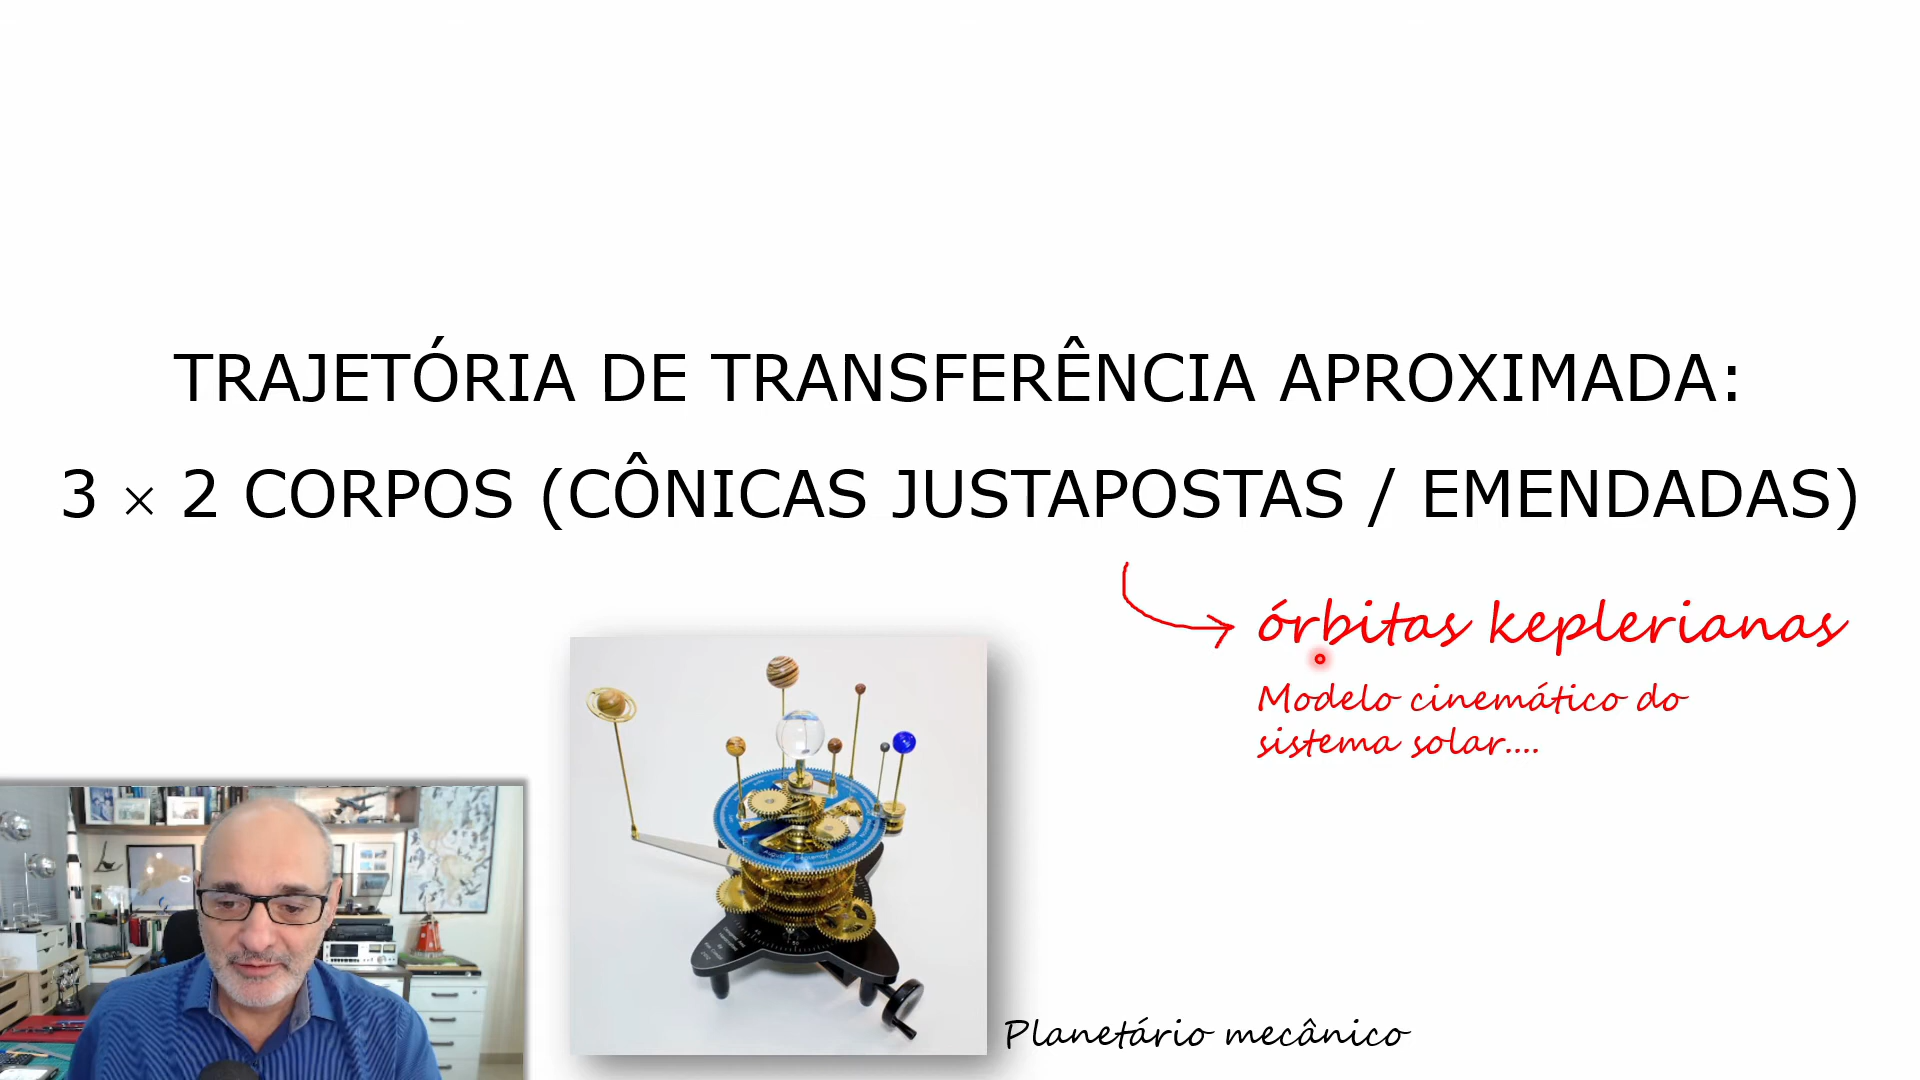 TRAJETÓRIA DE TRANSFERÊNCIA APROXIMADA:
3 × 2 CORPOS (CÔNICAS JUSTAPOSTAS / EMENDADAS)
órbitas keplerianas
Modelo cinemático do
sistema solar....
Planetário mecânico